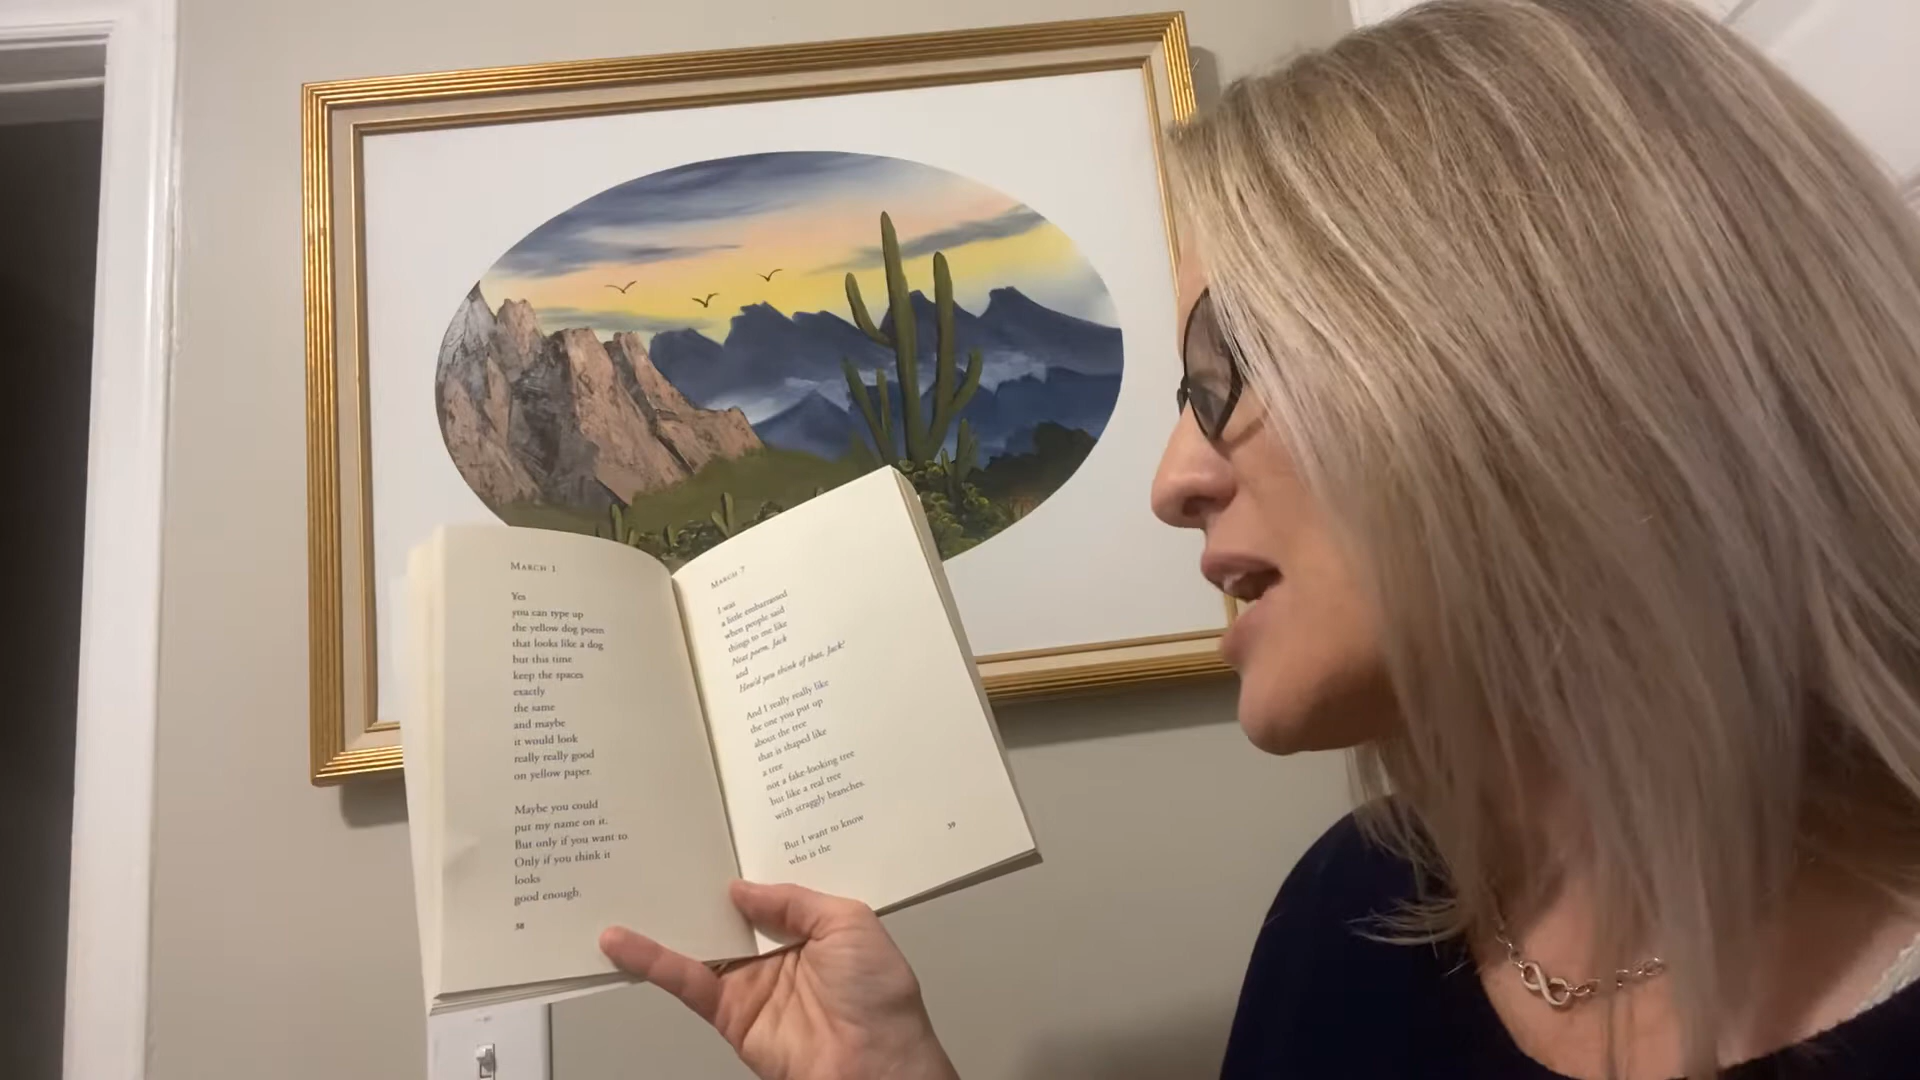 MARCH 1
Yes
you can type up
the yellow dog poem
that looks like a dog
but this time
keep the spaces
exactly
the same
and maybe
it would look
really really good
on yellow paper.
Maybe you could
put my name on it.
But only if you want to
Only if you think it
looks
good enough.
38
MARCH 7
I was
a little embarrassed
when people said
things to me like
Neat poem, Jack
and
How'd you think of that, Jack?
And I really really like
the one you put up
about the tree
that is shaped like
a tree
not a fake-looking tree
but like a real tree
with straggly branches.
But I want to know
who is the
39